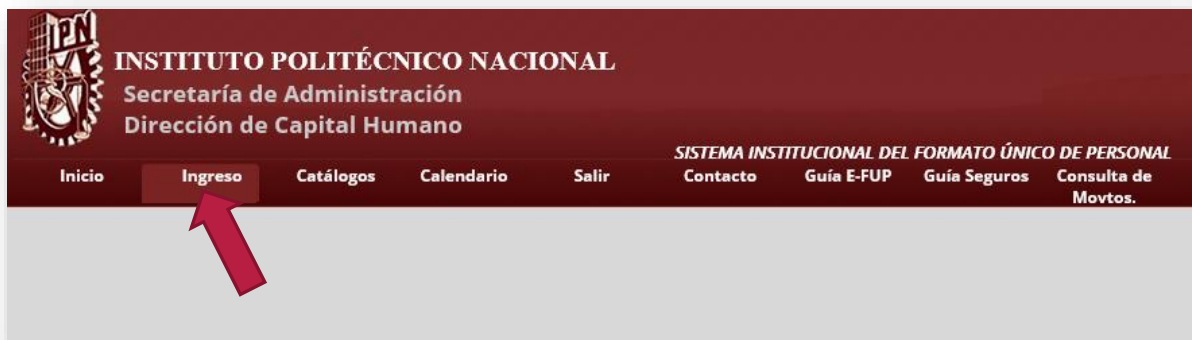 IPN
INSTITUTO POLITÉCNICO NACIONAL
Secretaría de Administración
Dirección de Capital Humano
SISTEMA INSTITUCIONAL DEL FORMATO ÚNICO DE PERSONAL
Inicio Ingreso Catálogos Calendario Salir Contacto Guía E-FUP Guía Seguros Consulta de
Movtos.